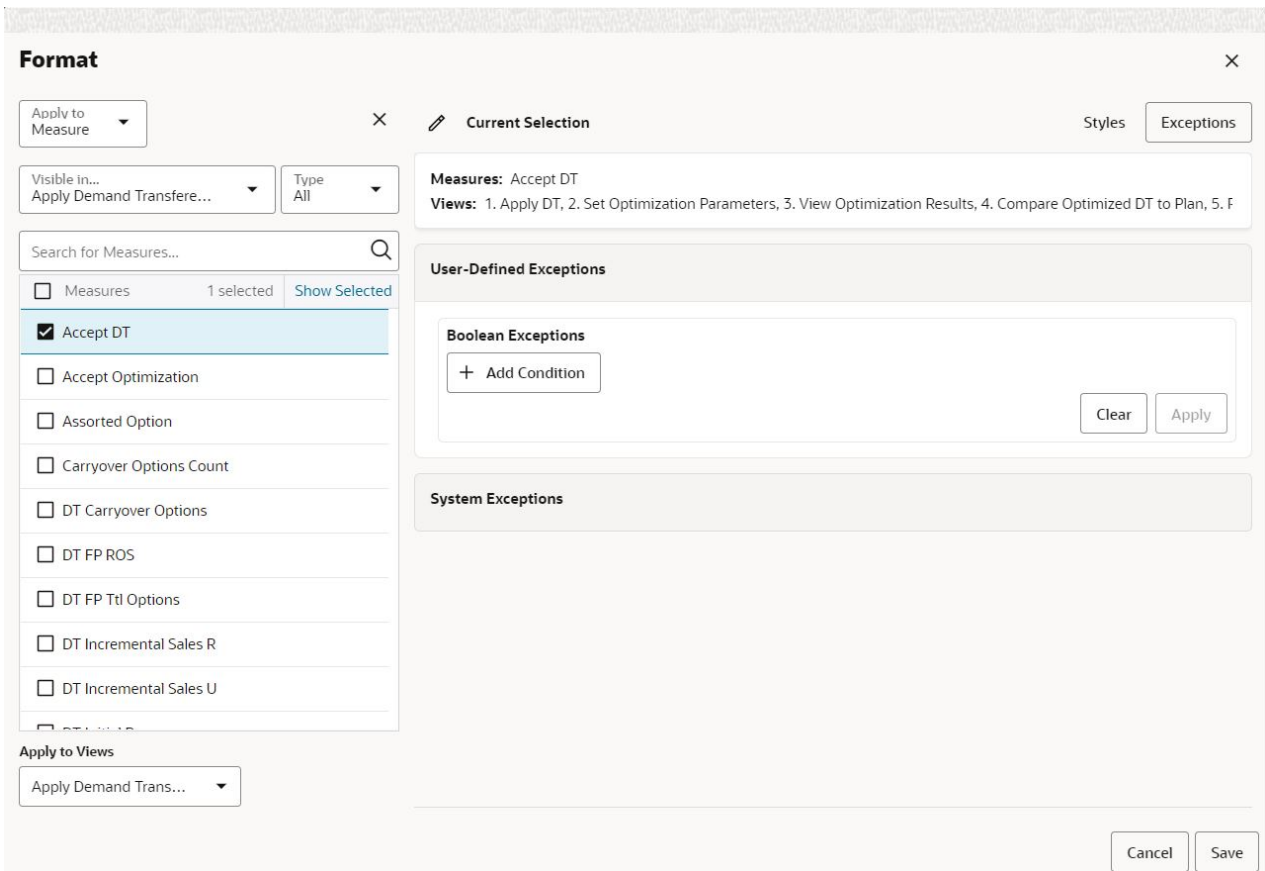 Format
Apply to
Measure
Visible in...
Apply Demand Transfere...
Type
All
Search for Measures...
Measures 1 selected Show Selected
Accept DT
Accept Optimization
Assorted Option
Carryover Options Count
DT Carryover Options
DT FP ROS
DT FP Ttl Options
DT Incremental Sales R
DT Incremental Sales U
Apply to Views
Apply Demand Trans...
Current Selection
Styles Exceptions
Measures: Accept DT
Views: 1. Apply DT, 2. Set Optimization Parameters, 3. View Optimization Results, 4. Compare Optimized DT to Plan, 5.
User-Defined Exceptions
Boolean Exceptions
+ Add Condition
Clear Apply
System Exceptions
Cancel Save